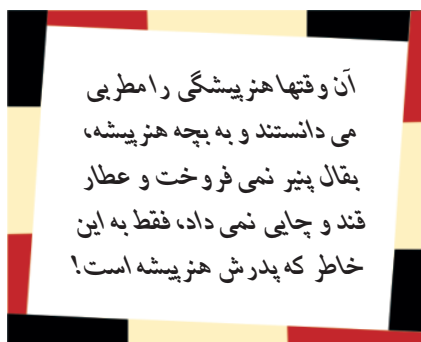 آن وقتها هنرپیشگی را مطربی
می دانستند و به بچه هنرپیشه،
بقال پنیر نمی فروخت و عطار
قند و چایی نمی داد، فقط به این
خاطر که پدرش هنرپیشه است!